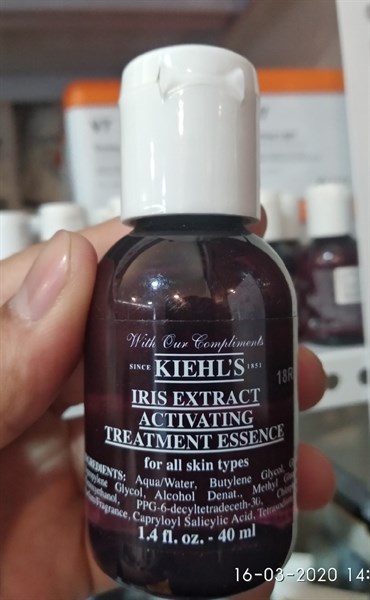 With Our Compliments
SINCE KIEHL'S 1851
18R
IRIS EXTRACT
ACTIVATING
TREATMENT ESSENCE
for all skin types
Aqua/Water, Butylene Glycol,
Glycol, Alcohol Denat., Methyl
PPG-6-decyltetradeceth-30,
Capryloyl Salicylic Acid,
1.4 fl. oz. - 40 ml
16-03-2020 14: